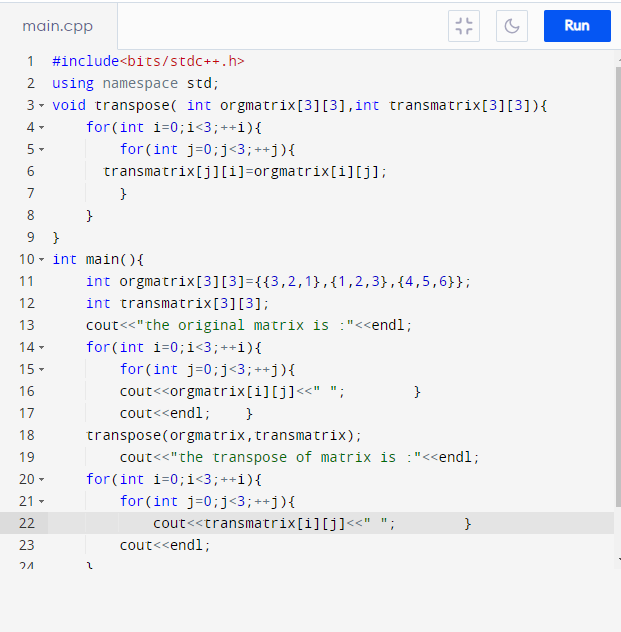 main.cpp
Run
1 #include<bits/stdc++.h>
2 using namespace std;
3 void transpose( int orgmatrix[3][3],int transmatrix[3][3]){
4     for(int i=0;i<3;++i){
5         for(int j=0;j<3;++j){
6       transmatrix[j][i]=orgmatrix[i][j];
7         }
8     }
9 }
10 int main(){
11     int orgmatrix[3][3]={{3,2,1},{1,2,3},{4,5,6}};
12     int transmatrix[3][3];
13     cout<<"the original matrix is :"<<endl;
14     for(int i=0;i<3;++i){
15         for(int j=0;j<3;++j){
16         cout<<orgmatrix[i][j]<<" ";        }
17         cout<<endl;    }
18     transpose(orgmatrix,transmatrix);
19         cout<<"the transpose of matrix is :"<<endl;
20     for(int i=0;i<3;++i){
21         for(int j=0;j<3;++j){
22             cout<<transmatrix[i][j]<<" ";        }
23         cout<<endl;
24     }